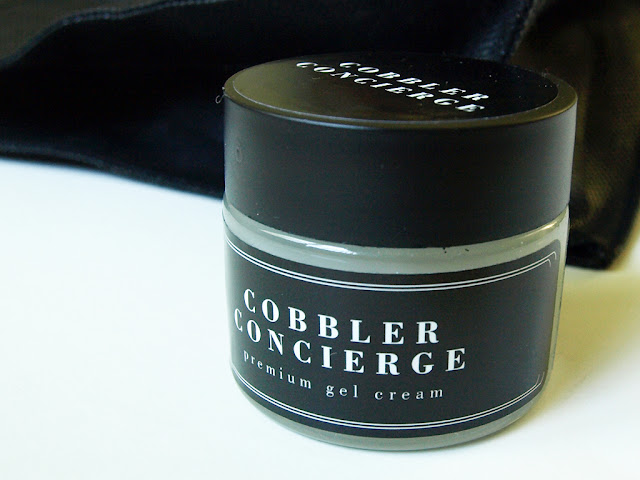 COBBLER
CONCIERGE
COBBLER
CONCIERGE
premium gel cream